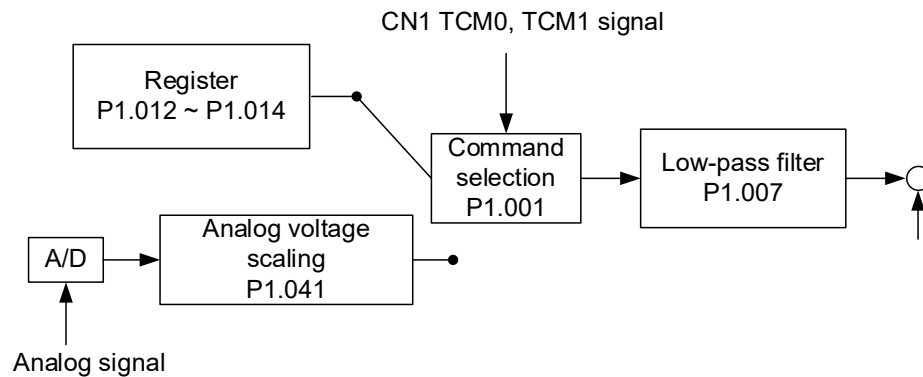 CN1 TCM0, TCM1 signal
Register
P1.012 ~ P1.014
Command
selection
P1.001
Low-pass filter
P1.007
Analog voltage
scaling
P1.041
A/D
Analog signal